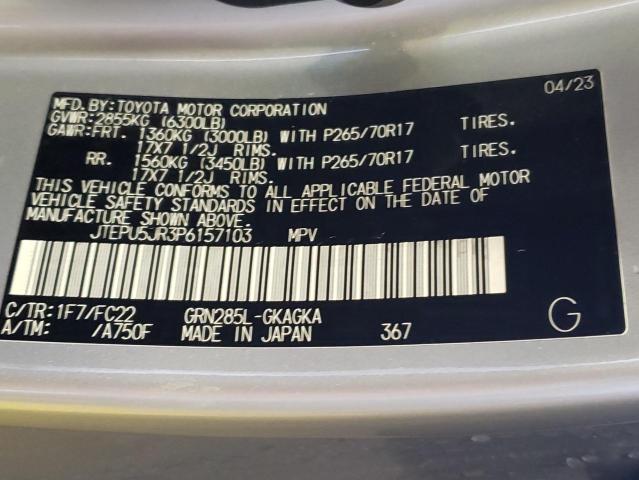 04/23
MFD.BY:TOYOTA MOTOR CORPORATION
GVWR:2855KG (6300LB)
GAWR:FRT. 1360KG (3000LB) WITH P265/70R17 TIRES.
17X7 1/2J RIMS.
RR. 1560KG (3450LB) WITH P265/70R17 TIRES.
17X7 1/2J RIMS.
THIS VEHICLE CONFORMS TO ALL APPLICABLE FEDERAL MOTOR
VEHICLE SAFETY STANDARDS IN EFFECT ON THE DATE OF
MANUFACTURE SHOWN ABOVE.
JTEPU5JR3P6157103 MPV
C/TR:1F7/FC22 GRN285L-GKAGKA
A/TM: /A750F MADE IN JAPAN 367 G